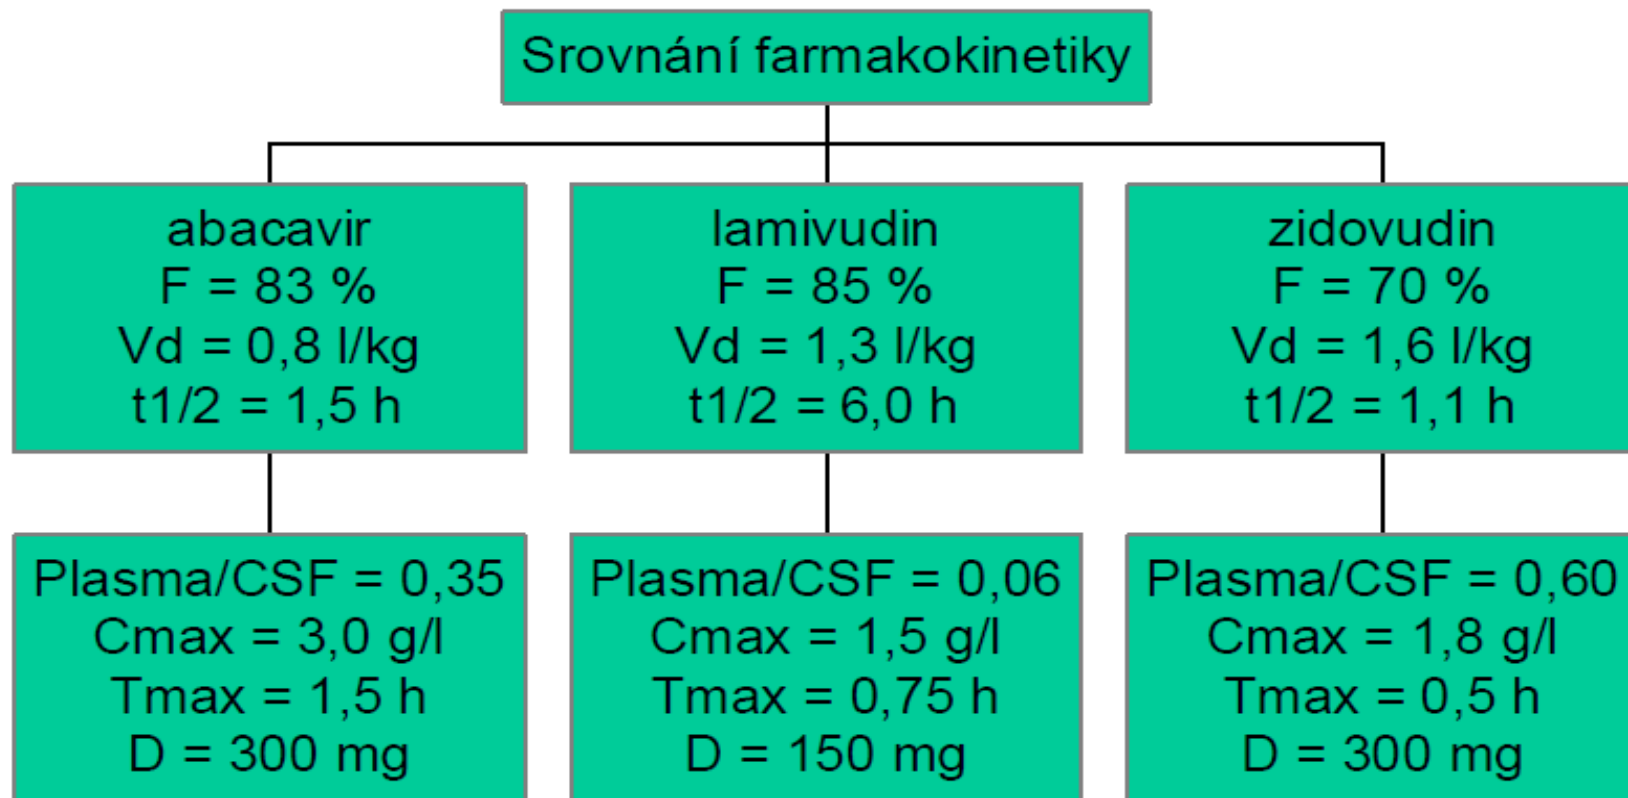 Srovnání farmakokinetiky
abacavir
F = 83 %
Vd = 0,8 l/kg
t1/2 = 1,5 h
lamivudin
F = 85 %
Vd = 1,3 l/kg
t1/2 = 6,0 h
zidovudin
F = 70 %
Vd = 1,6 l/kg
t1/2 = 1,1 h
Plasma/CSF = 0,35
Cmax = 3,0 g/l
Tmax = 1,5 h
D = 300 mg
Plasma/CSF = 0,06
Cmax = 1,5 g/l
Tmax = 0,75 h
D = 150 mg
Plasma/CSF = 0,60
Cmax = 1,8 g/l
Tmax = 0,5 h
D = 300 mg